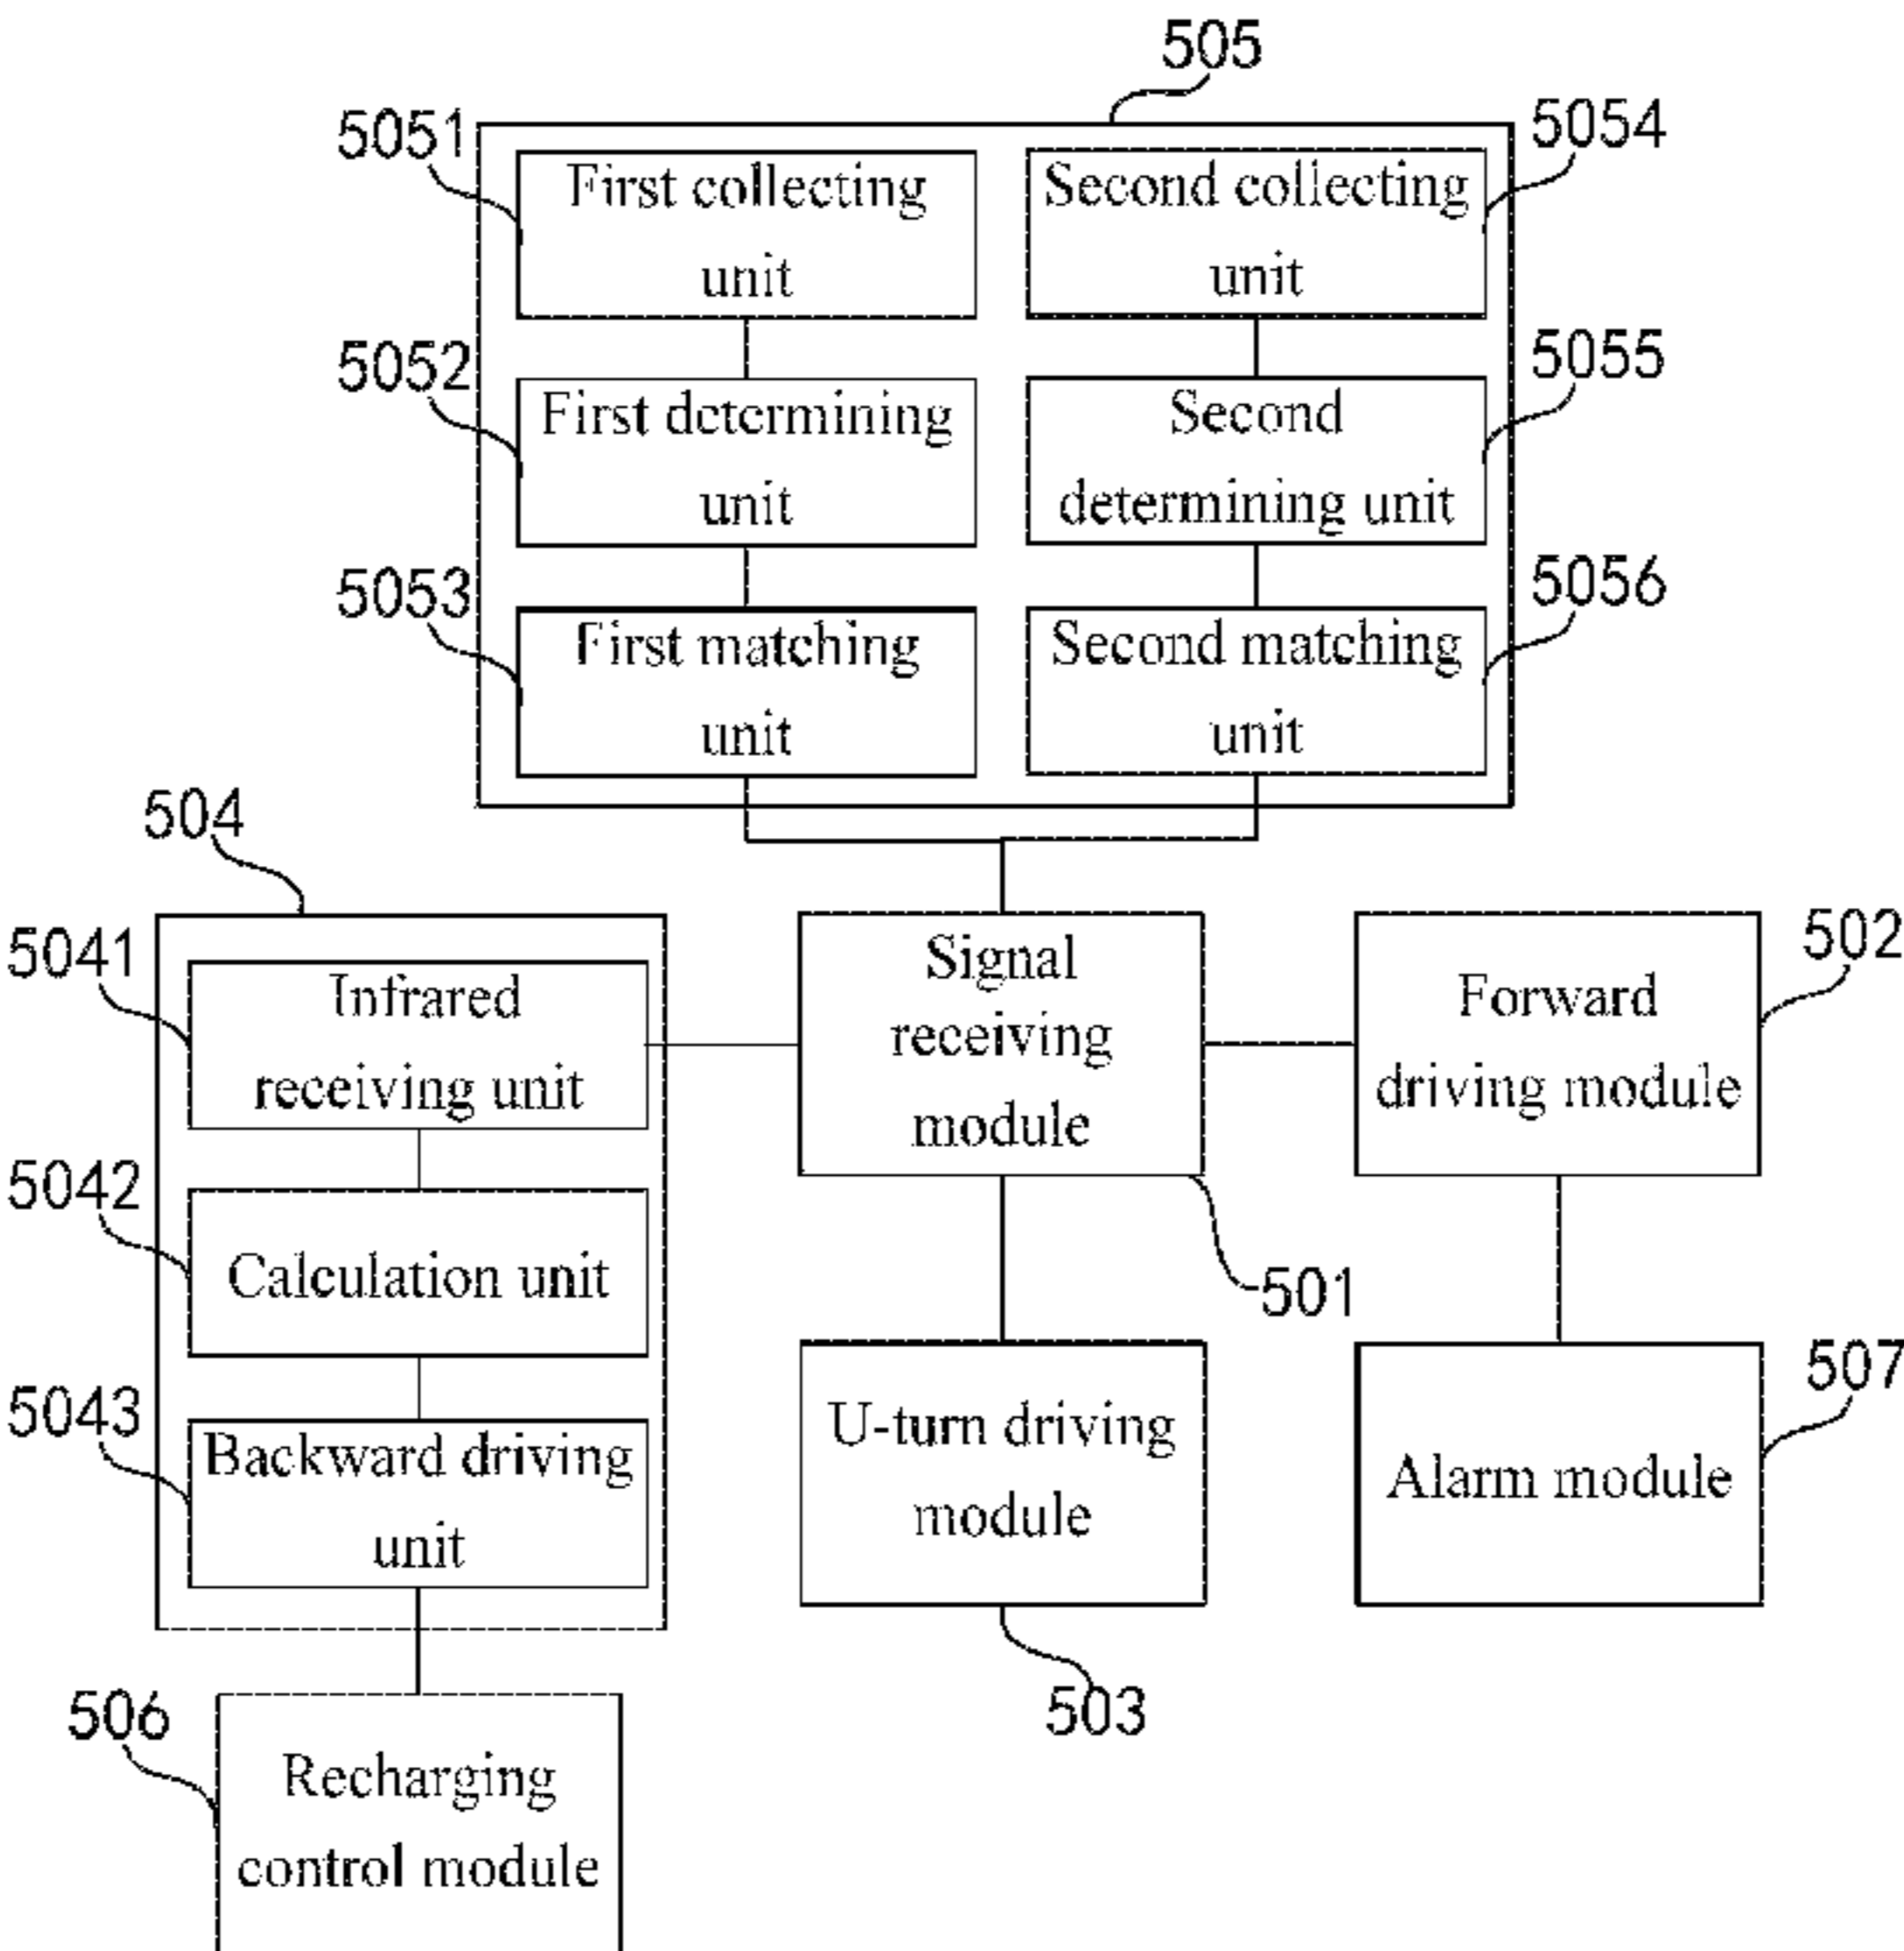 505
5051
First collecting
unit
Second collecting
unit
5054
5052
First determining
unit
Second
determining unit
5055
5053
First matching
unit
Second matching
unit
5056
504
5041
Infrared
receiving unit
Signal
receiving
module
Forward
driving module
502
5042
Calculation unit
501
5043
Backward driving
unit
U-turn driving
module
Alarm module
507
503
506
Recharging
control module